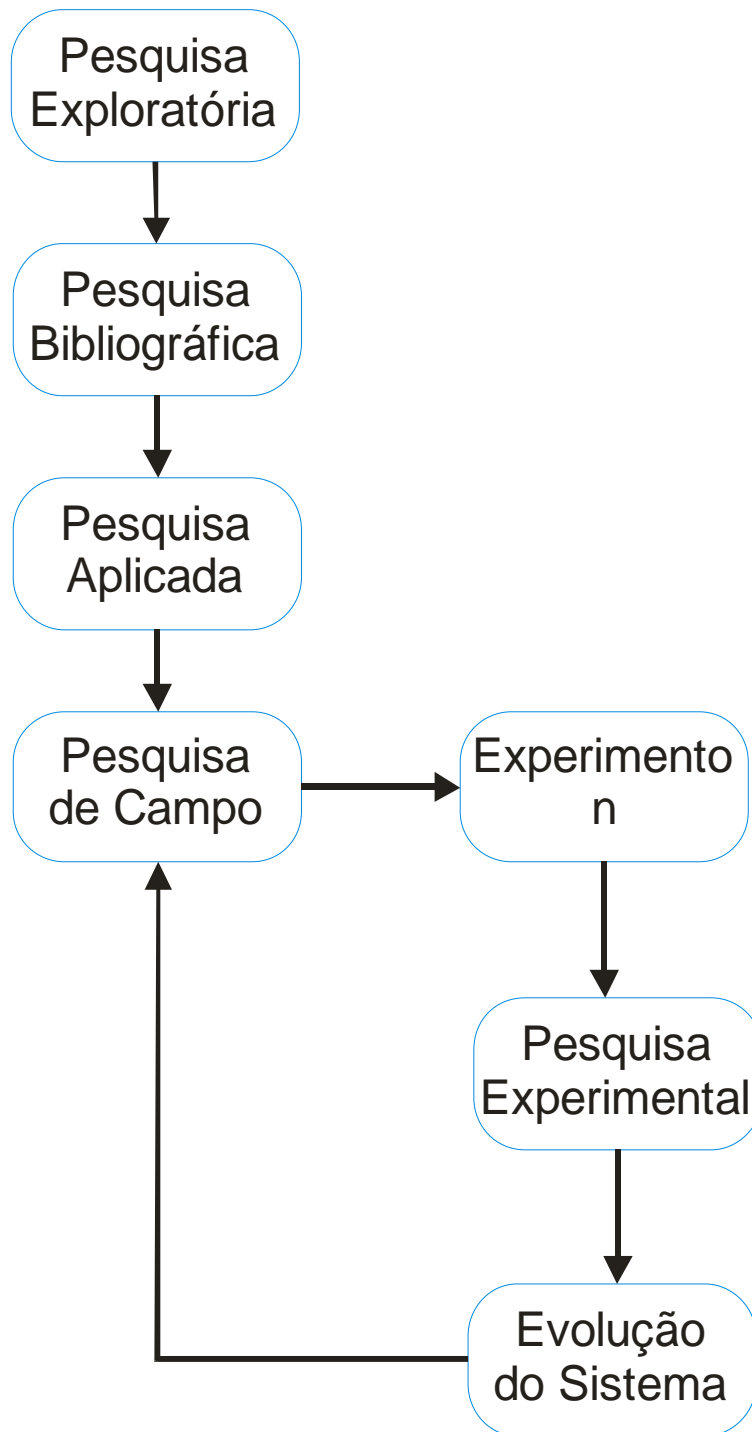 Pesquisa
Exploratória
Pesquisa
Bibliográfica
Pesquisa
Aplicada
Pesquisa
de Campo
Experimento
n
Pesquisa
Experimental
Evolução
do Sistema